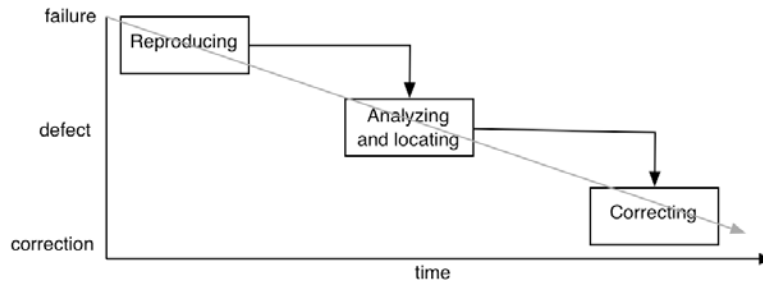 failure
Reproducing
Analyzing
and locating
defect
Correcting
correction
time